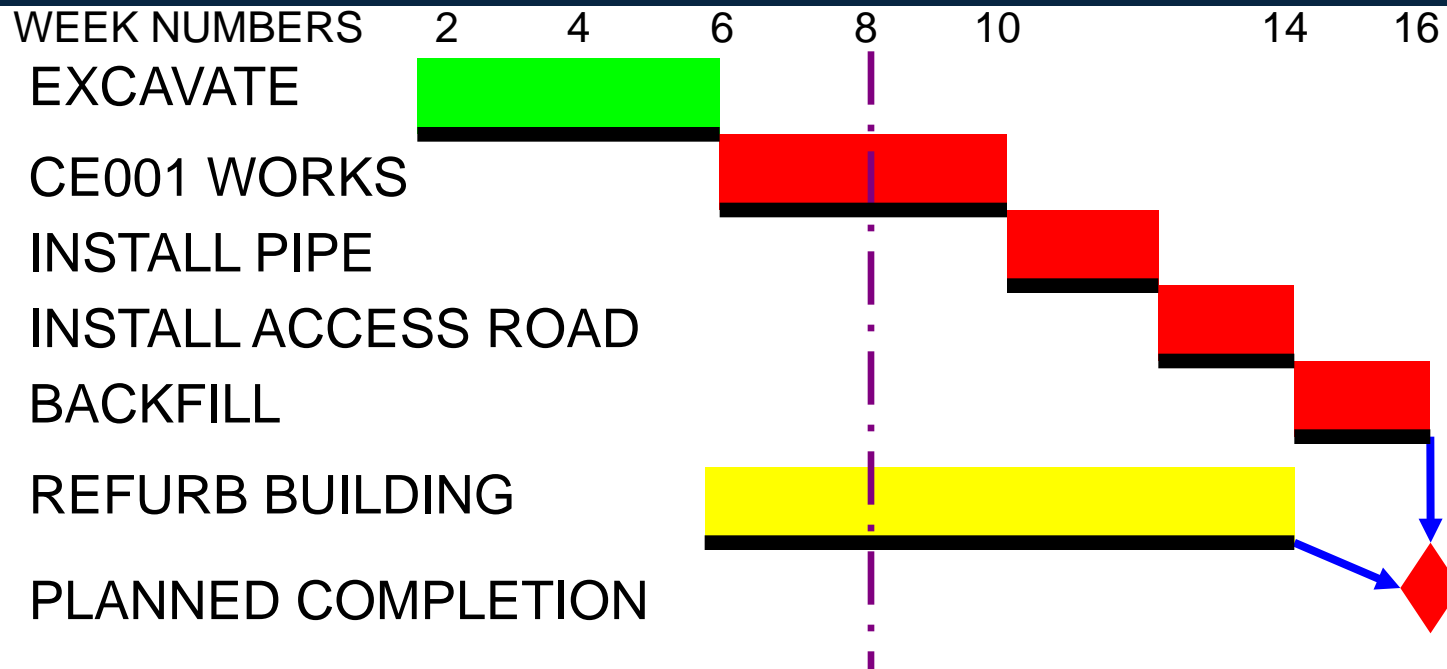 WEEK NUMBERS 2 4 6 8 10 14 16
EXCAVATE
CE001 WORKS
INSTALL PIPE
INSTALL ACCESS ROAD
BACKFILL
REFURB BUILDING
PLANNED COMPLETION